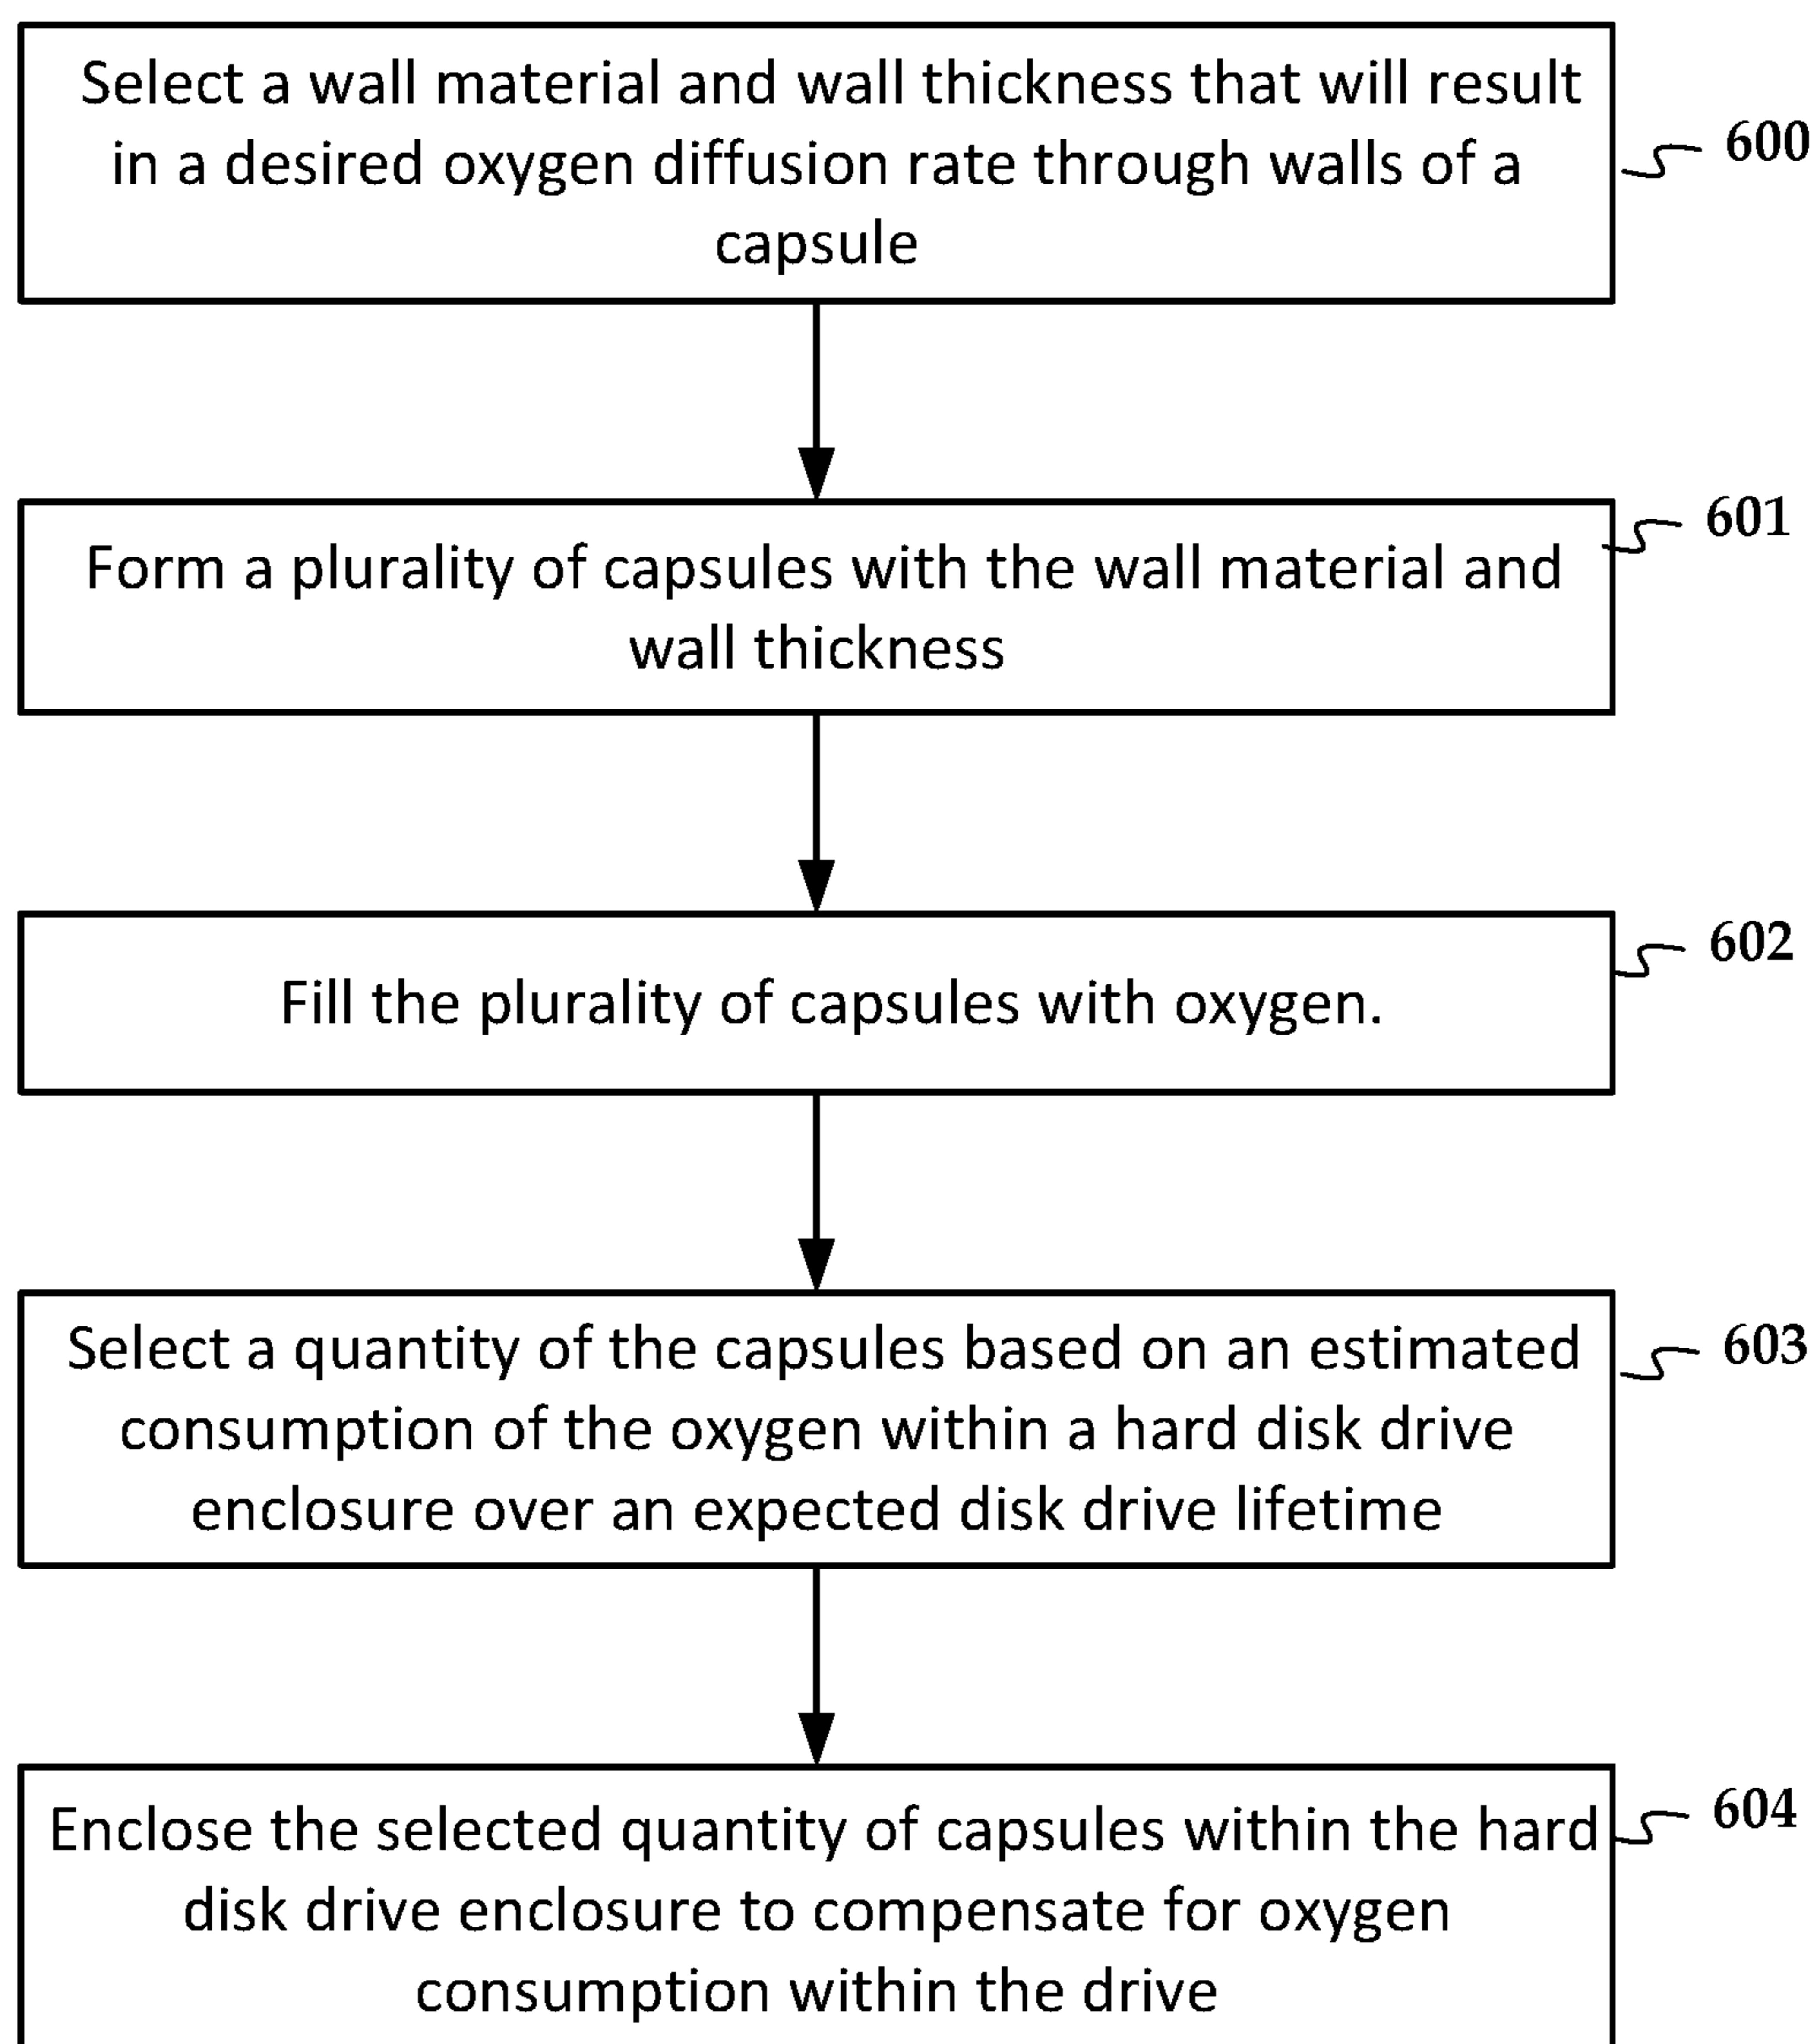 Select a wall material and wall thickness that will result
in a desired oxygen diffusion rate through walls of a
capsule
600
Form a plurality of capsules with the wall material and
wall thickness
601
Fill the plurality of capsules with oxygen.
602
Select a quantity of the capsules based on an estimated
consumption of the oxygen within a hard disk drive
enclosure over an expected disk drive lifetime
603
Enclose the selected quantity of capsules within the hard
disk drive enclosure to compensate for oxygen
consumption within the drive
604